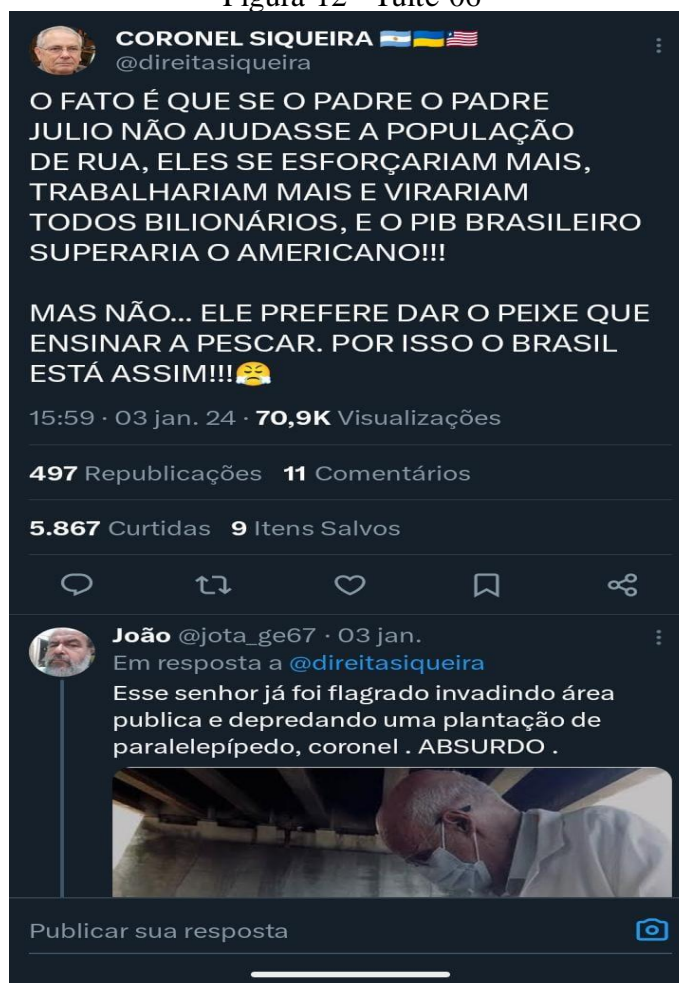 Figura 12 - Tuíte 06
CORONEL SIQUEIRA 🇦🇷🇺🇦🇱🇷
@direitasiqueira
O FATO É QUE SE O PADRE O PADRE
JULIO NÃO AJUDASSE A POPULAÇÃO
DE RUA, ELES SE ESFORÇARIAM MAIS,
TRABALHARIAM MAIS E VIRARIAM
TODOS BILIONÁRIOS, E O PIB BRASILEIRO
SUPERARIA O AMERICANO!!!
MAS NÃO... ELE PREFERE DAR O PEIXE QUE
ENSINAR A PESCAR. POR ISSO O BRASIL
ESTÁ ASSIM!!!😤
15:59 · 03 jan. 24 · 70,9K Visualizações
497 Republicações 11 Comentários
5.867 Curtidas 9 Itens Salvos
João @jota_ge67 · 03 jan.
Em resposta a @direitasiqueira
Esse senhor já foi flagrado invadindo área
publica e depredando uma plantação de
paralelepípedo, coronel . ABSURDO .
Publicar sua resposta